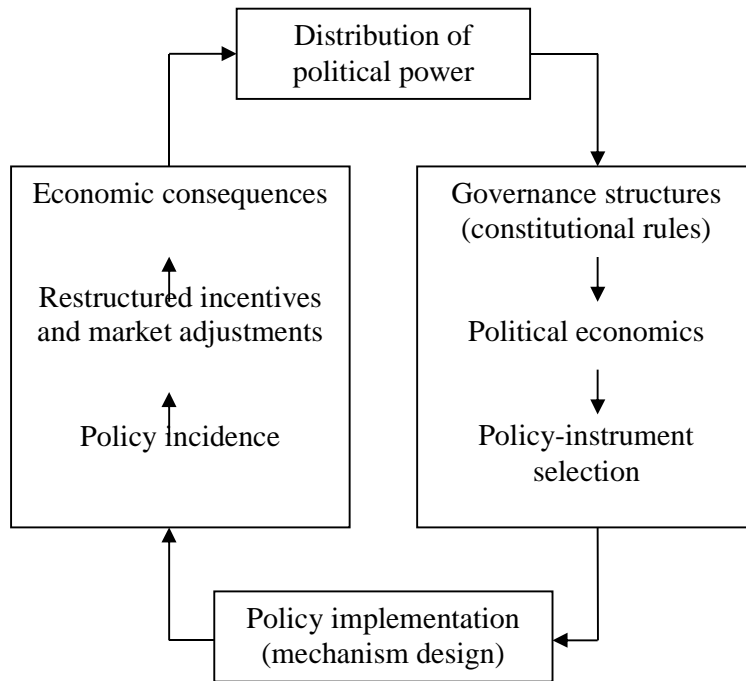 Distribution of
political power
Economic consequences
Restructured incentives
and market adjustments
Policy incidence
Governance structures
(constitutional rules)
Political economics
Policy-instrument
selection
Policy implementation
(mechanism design)